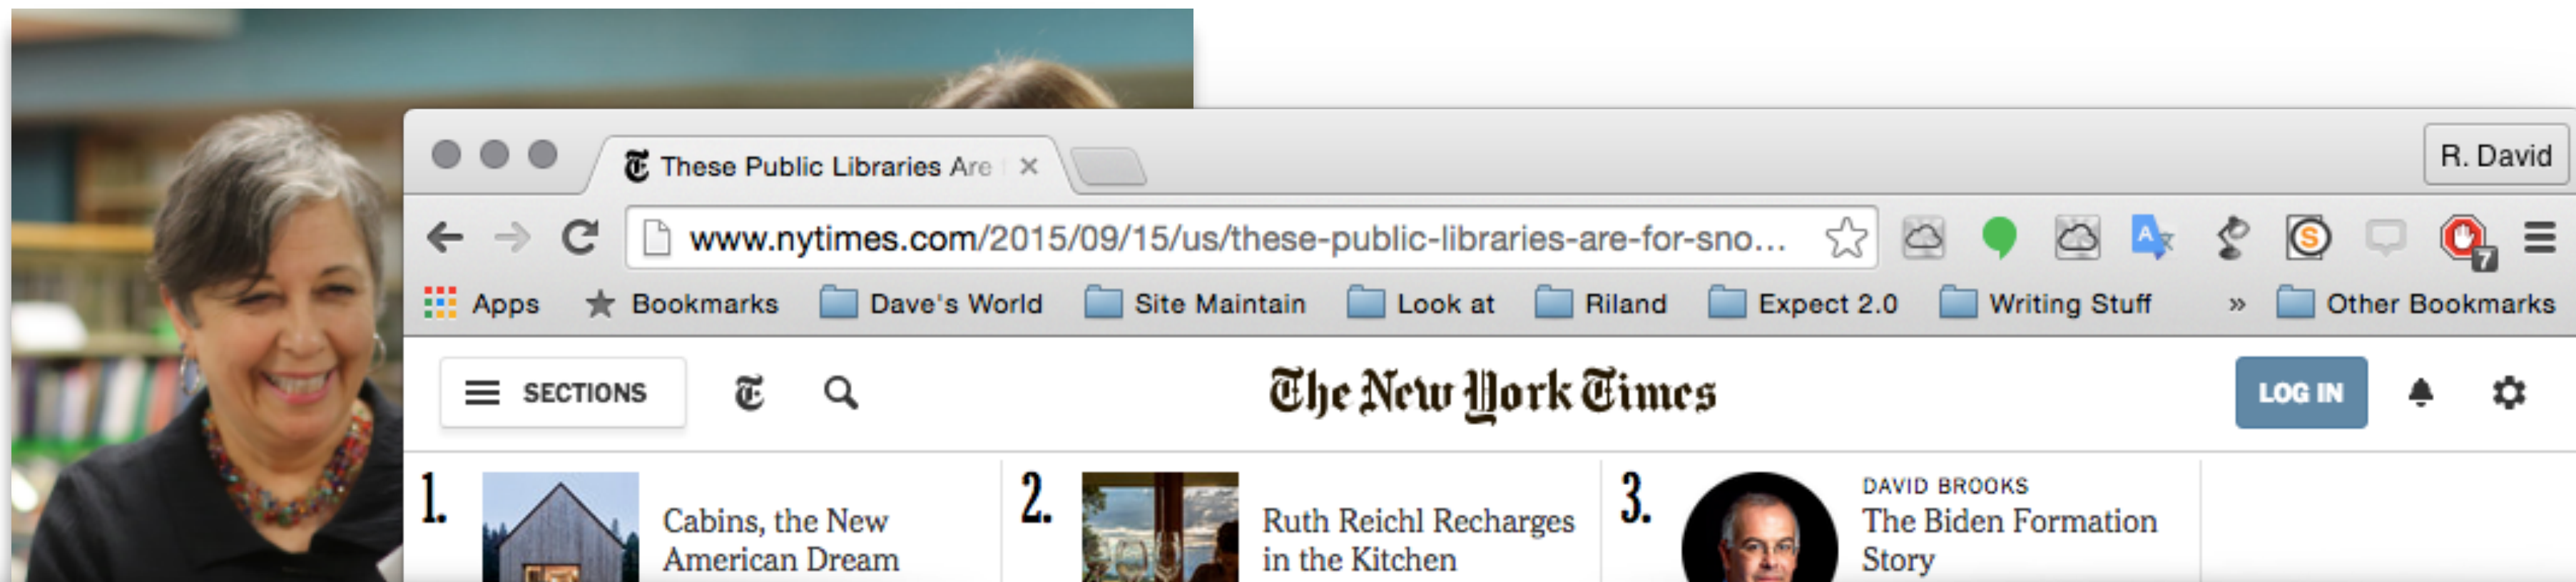 These Public Libraries Are
R. David
www.nytimes.com/2015/09/15/us/these-public-libraries-are-for-sno...
7
Apps Bookmarks Dave's World Site Maintain Look at Riland Expect 2.0 Writing Stuff » Other Bookmarks
SECTIONS
The New York Times
LOG IN
1.
Cabins, the New
American Dream
2.
Ruth Reichl Recharges
in the Kitchen
3.
DAVID BROOKS
The Biden Formation
Story